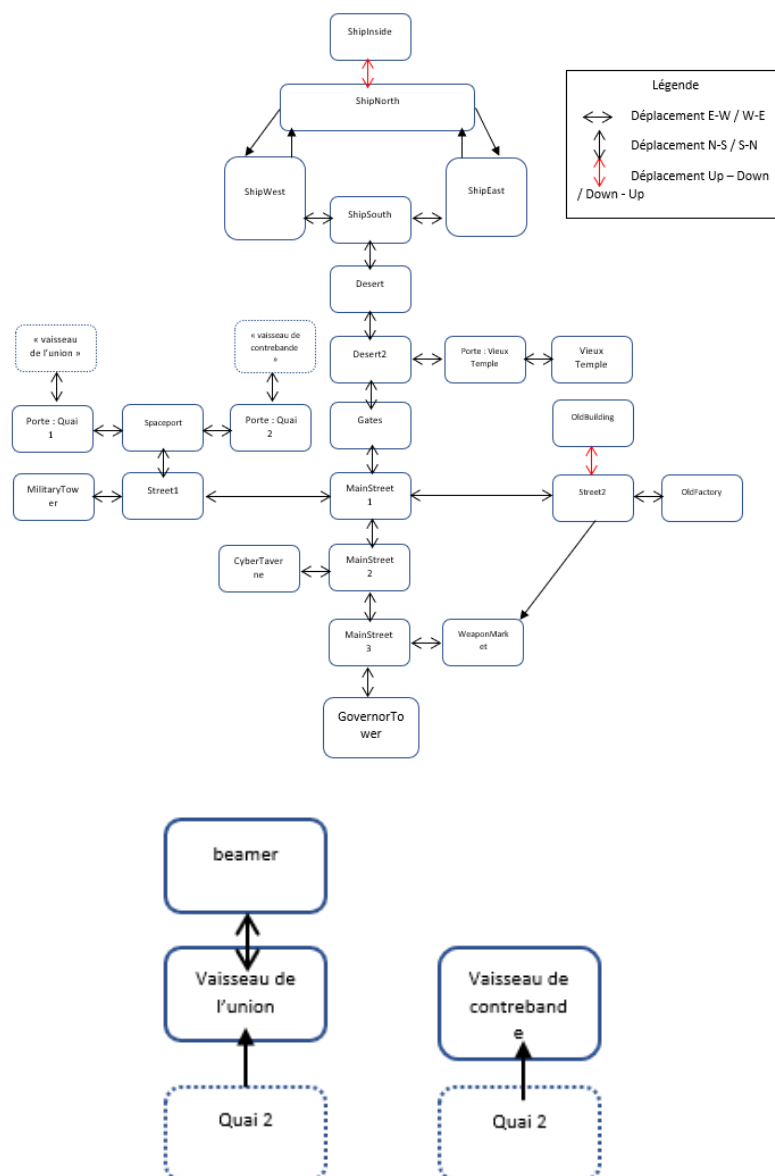 ShipInside
ShipNorth
Légende
Déplacement E-W / W-E
Déplacement N-S / S-N
Déplacement Up – Down
/ Down - Up
ShipWest
ShipEast
ShipSouth
Desert
« vaisseau
de l'union »
« vaisseau de
contrebande
»
Desert2
Porte : Vieux
Temple
Vieux
Temple
Porte : Quai
1
Spaceport
Porte : Quai
2
Gates
OldBuilding
MilitaryTow
er
Street1
MainStreet
1
Street2
OldFactory
CyberTave
rne
MainStreet
2
MainStreet
3
WeaponMark
et
GovernorTo
wer
beamer
Vaisseau de
l'union
Vaisseau de
contreband
e
Quai 2
Quai 2